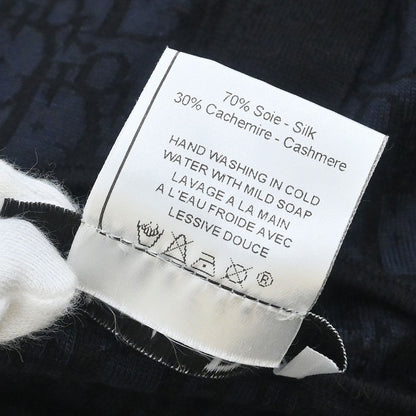 70% Soie - Silk
30% Cachemire - Cashmere
HAND WASHING IN COLD
WATER WITH MILD SOAP
LAVAGE A LA MAIN
A L'EAU FROIDE AVEC
LESSIVE DOUCE
®